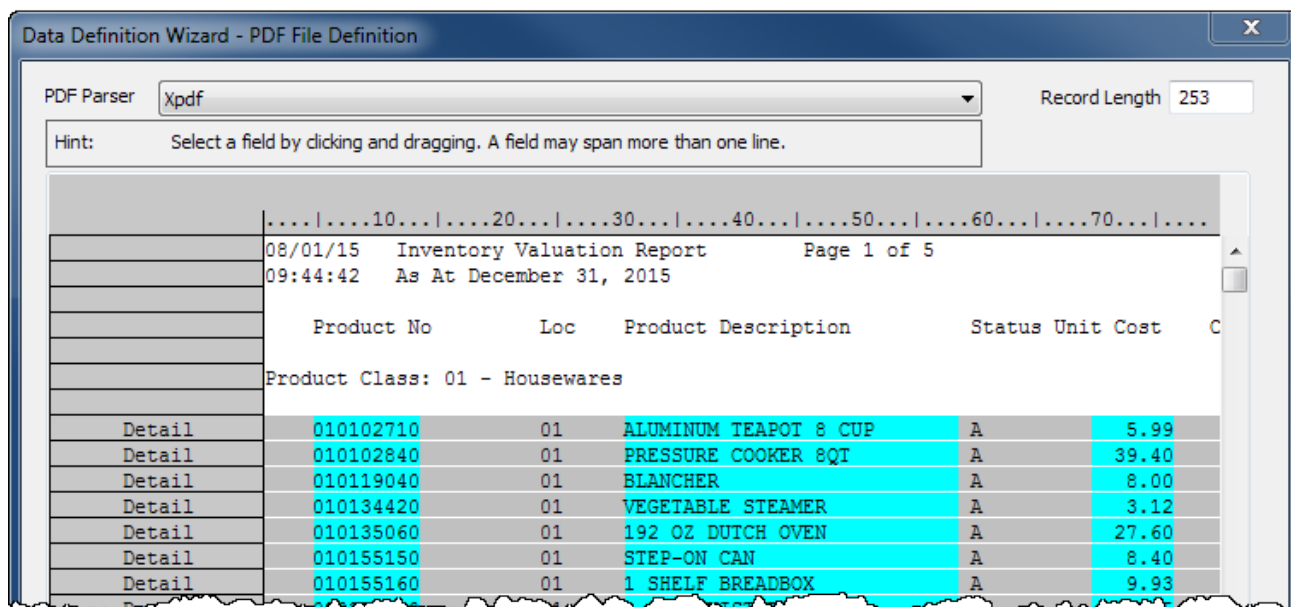 Data Definition Wizard - PDF File Definition
x
PDF Parser Xpdf Record Length 253
Hint: Select a field by clicking and dragging. A field may span more than one line.
|....|....10...|....20...|....30...|....40...|....50...|....60...|....70...|....
08/01/15 Inventory Valuation Report Page 1 of 5
09:44:42 As At December 31, 2015
Product No Loc Product Description Status Unit Cost C
Product Class: 01 - Housewares
Detail 010102710 01 ALUMINUM TEAPOT 8 CUP A 5.99
Detail 010102840 01 PRESSURE COOKER 8QT A 39.40
Detail 010119040 01 BLANCHER A 8.00
Detail 010134420 01 VEGETABLE STEAMER A 3.12
Detail 010135060 01 192 OZ DUTCH OVEN A 27.60
Detail 010155150 01 STEP-ON CAN A 8.40
Detail 010155160 01 1 SHELF BREADBOX A 9.93